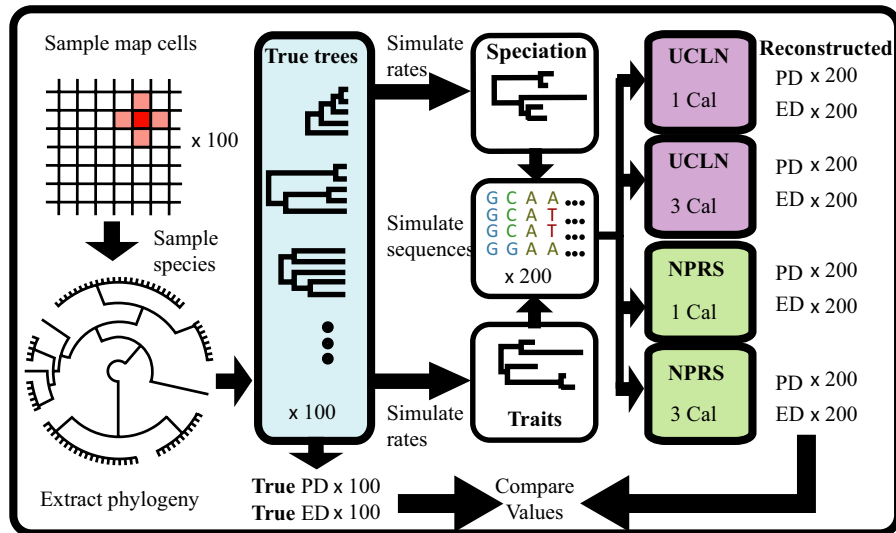 Sample map cells
x 100
Sample
species
Extract phylogeny
True trees
x 100
True PD x 100
True ED x 100
Simulate
rates
Simulate
sequences
Simulate
rates
Speciation
G C A A ...
G C A T ...
G C A T ...
G G A A ...
x 200
Traits
Compare
Values
UCLN
1 Cal
UCLN
3 Cal
NPRS
1 Cal
NPRS
3 Cal
Reconstructed
PD x 200
ED x 200
PD x 200
ED x 200
PD x 200
ED x 200
PD x 200
ED x 200